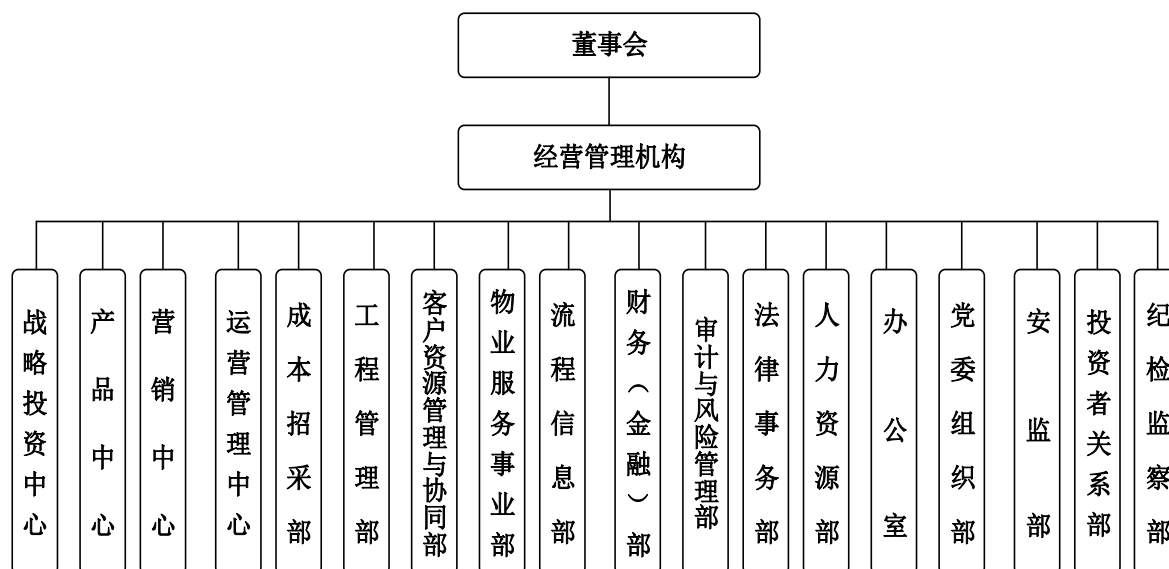 董事会
经营管理机构
战略投资中心
产品中心
营销中心
运营管理中心
成本招采部
工程管理部
客户资源管理与协同部
物业服务事业部
流程信息部
财务（金融）部
审计与风险管理部
法律事务部
人力资源部
办公室
党委组织部
安监部
投资者关系部
纪检监察部